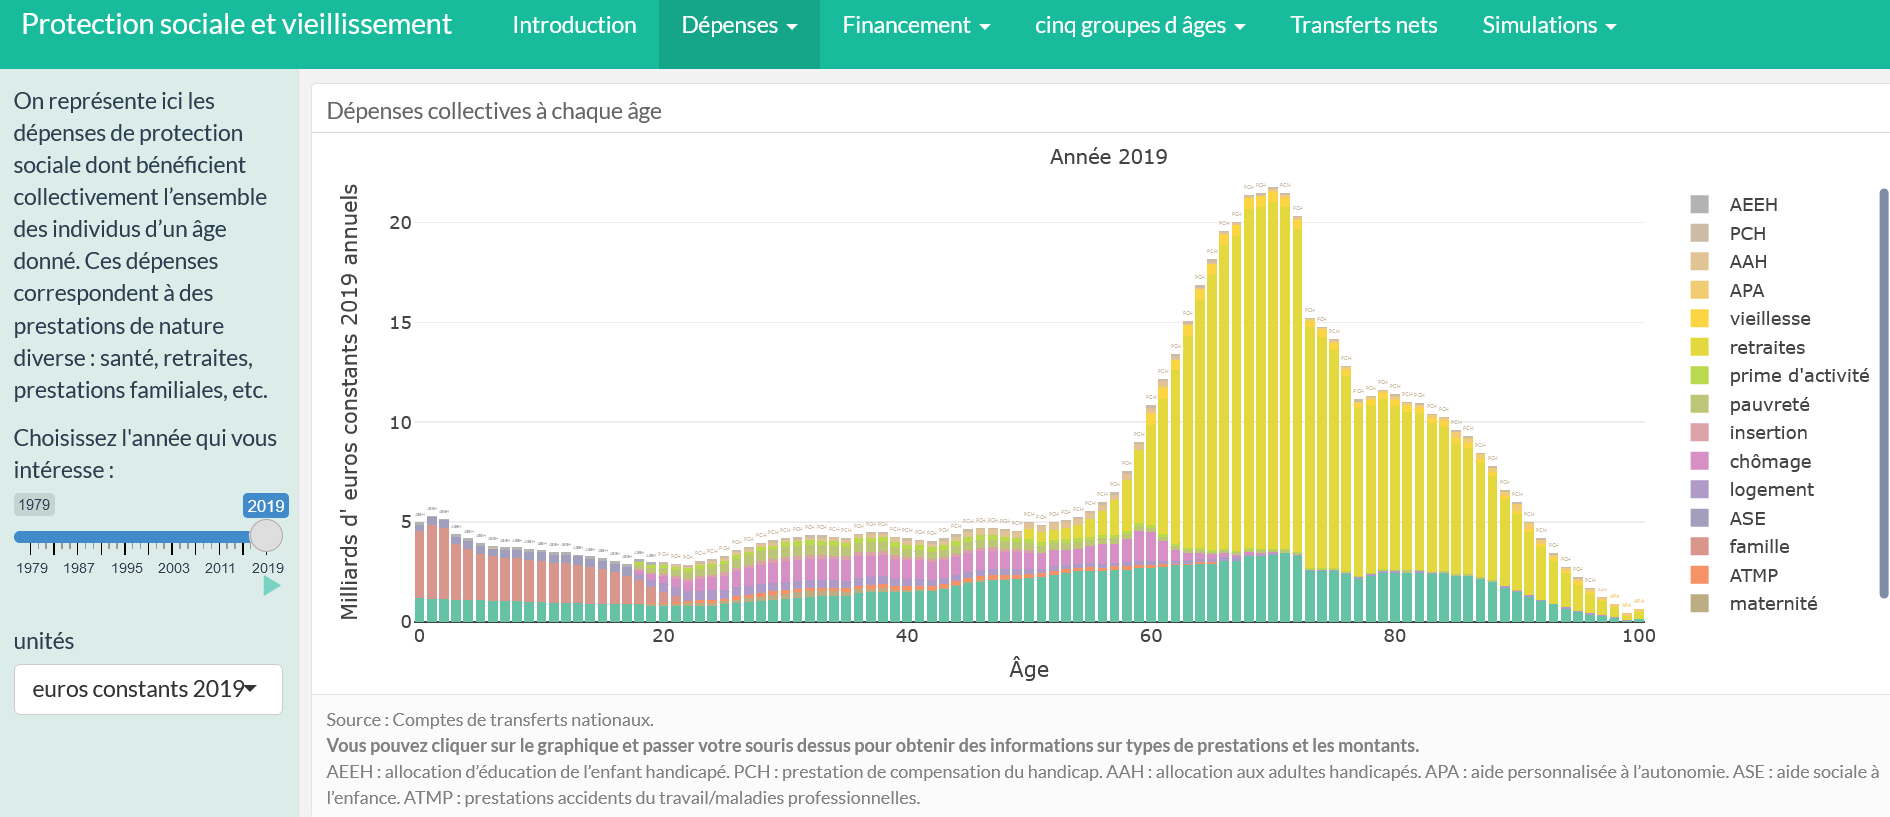 Protection sociale et vieillissement
Introduction
Dépenses
Financement
cinq groupes d âges
Transferts nets
Simulations
On représente ici les
dépenses de protection
sociale dont bénéficient
collectivement l’ensemble
des individus d’un âge
donné. Ces dépenses
correspondent à des
prestations de nature
diverse : santé, retraites,
prestations familiales, etc.
Choisissez l'année qui vous
intéresse :
1979
2019
1979 1987 1995 2003 2011 2019
unités
euros constants 2019
Dépenses collectives à chaque âge
Année 2019
Milliards d' euros constants 2019 annuels
20
15
10
5
0
0 20 40 60 80 100
Âge
AEEH
PCH
AAH
APA
vieillesse
retraites
prime d'activité
pauvreté
insertion
chômage
logement
ASE
famille
ATMP
maternité
Source : Comptes de transferts nationaux.
Vous pouvez cliquer sur le graphique et passer votre souris dessus pour obtenir des informations sur types de prestations et les montants.
AEEH : allocation d’éducation de l’enfant handicapé. PCH : prestation de compensation du handicap. AAH : allocation aux adultes handicapés. APA : aide personnalisée à l’autonomie. ASE : aide sociale à
l’enfance. ATMP : prestations accidents du travail/maladies professionnelles.